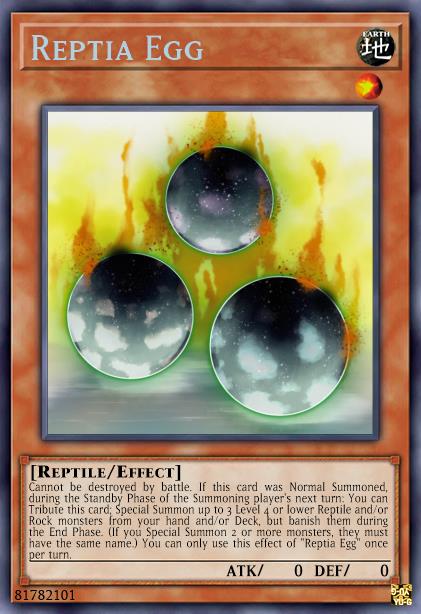 Reptia Egg
EARTH
地
[Reptile/Effect]
Cannot be destroyed by battle. If this card was Normal Summoned,
during the Standby Phase of the Summoning player's next turn: You can
Tribute this card; Special Summon up to 3 Level 4 or lower Reptile and/or
Rock monsters from your hand and/or Deck, but banish them during
the End Phase. (If you Special Summon 2 or more monsters, they must
have the same name.) You can only use this effect of "Reptia Egg" once
per turn.
ATK/ 0 DEF/ 0
81782101